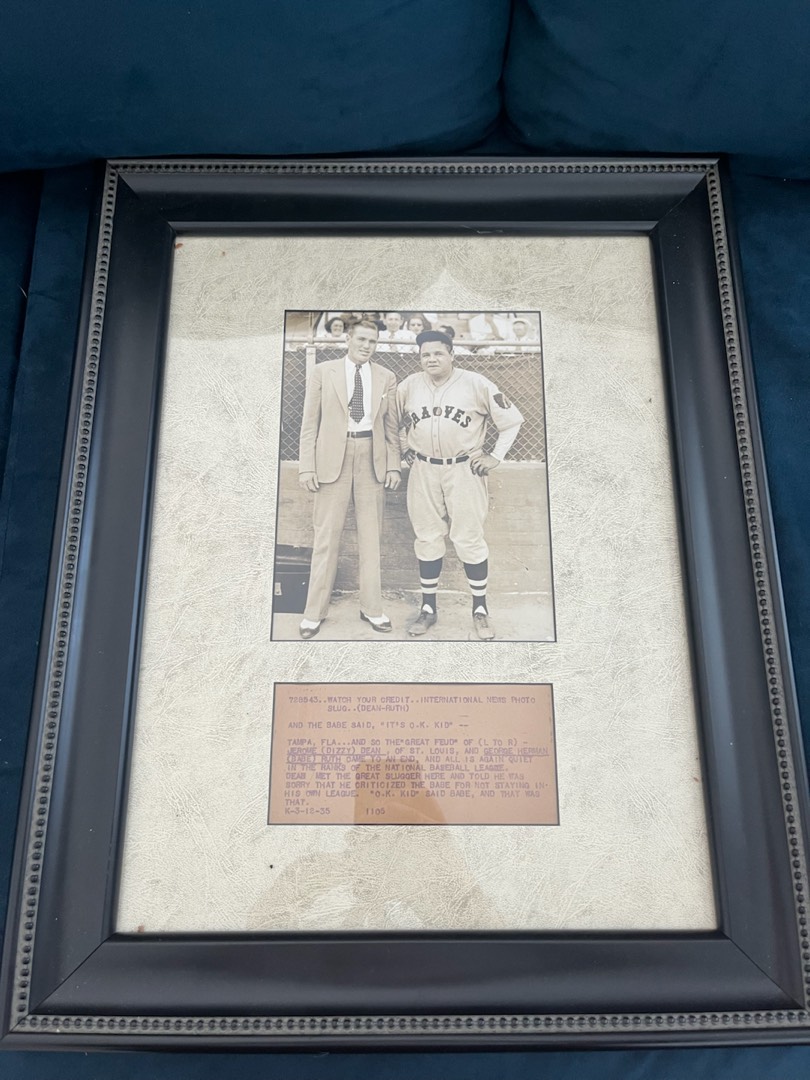 BRAVES
728943..WATCH YOUR CREDIT..INTERNATIONAL NEWS PHOTO
SLUG..(DEAN-RUTH)
AND THE BABE SAID, "IT'S O.K. KID" --
TAMPA, FLA...AND SO THE "GREAT FEUD" OF (L TO R) -
JEROME (DIZZY) DEAN , OF ST. LOUIS, AND GEORGE HERMAN
(BABE) RUTH CAME TO AN END, AND ALL IS AGAIN QUIET
IN THE RANKS OF THE NATIONAL BASEBALL LEAGUE.
DEAN MET THE GREAT SLUGGER HERE AND TOLD HE WAS
SORRY THAT HE CRITICIZED THE BABE FOR NOT STAYING IN
HIS OWN LEAGUE. "O.K. KID" SAID BABE, AND THAT WAS
THAT.
K-3-18-35 1105